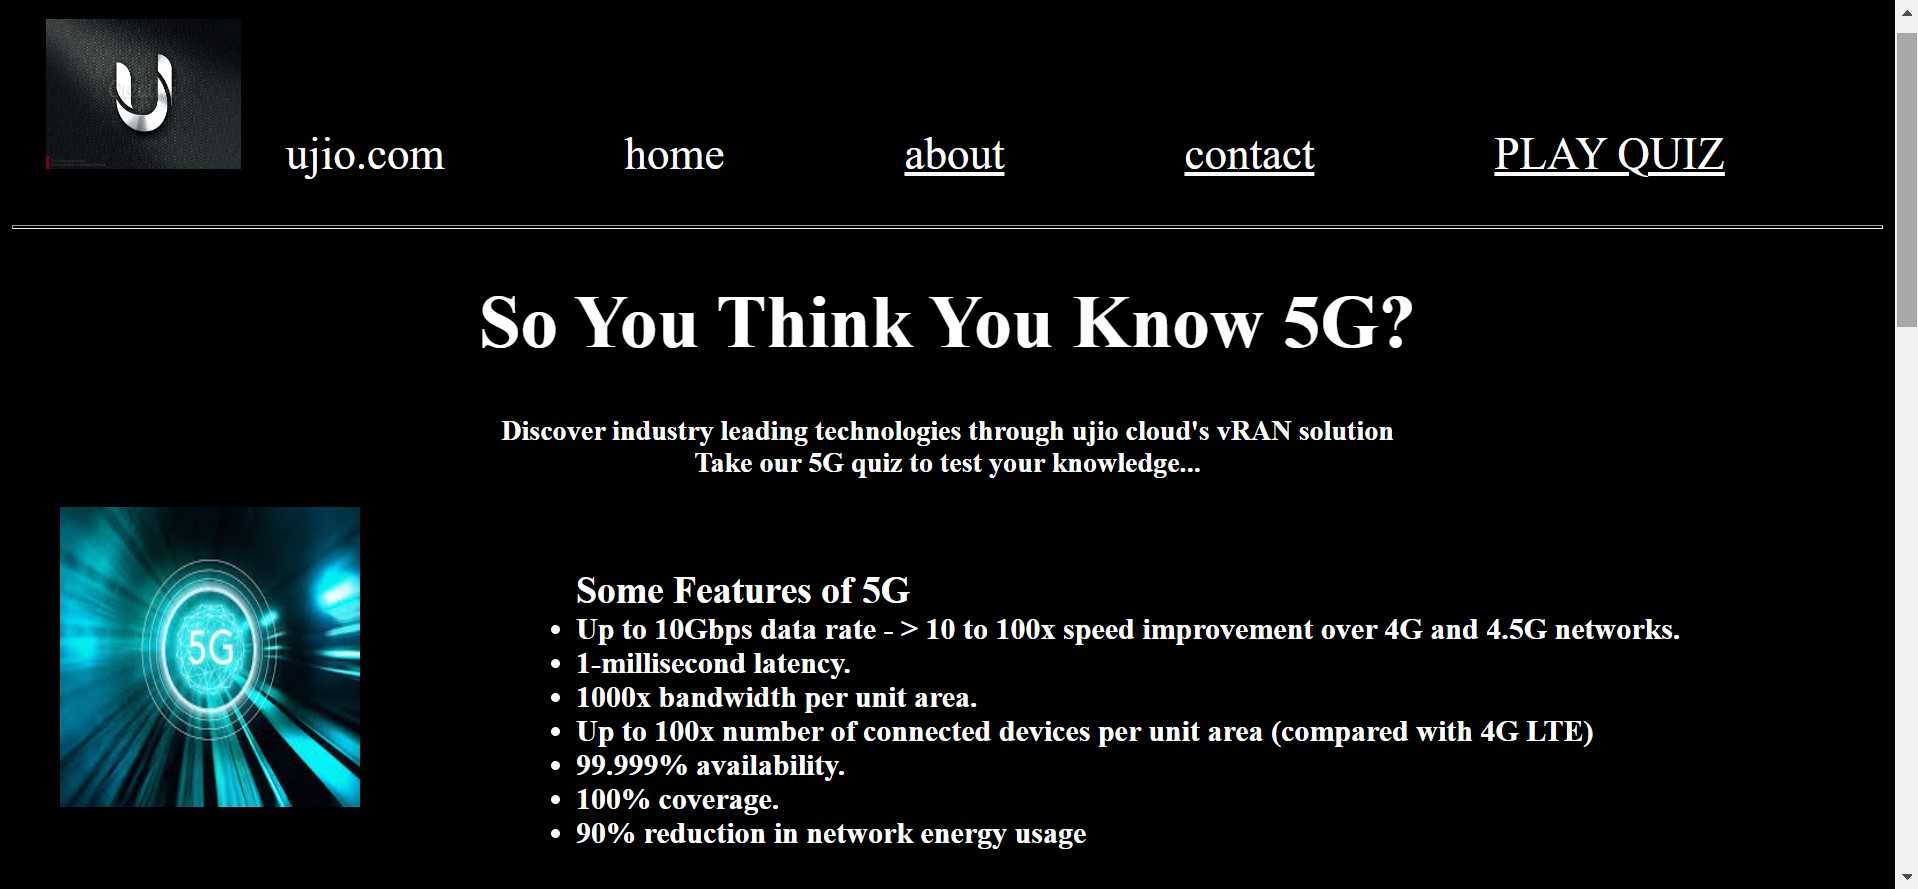 U
ujio.com home about contact PLAY QUIZ
So You Think You Know 5G?
Discover industry leading technologies through ujio cloud's vRAN solution
Take our 5G quiz to test your knowledge...
5G
Some Features of 5G
Up to 10Gbps data rate - > 10 to 100x speed improvement over 4G and 4.5G networks.
1-millisecond latency.
1000x bandwidth per unit area.
Up to 100x number of connected devices per unit area (compared with 4G LTE)
99.999% availability.
100% coverage.
90% reduction in network energy usage